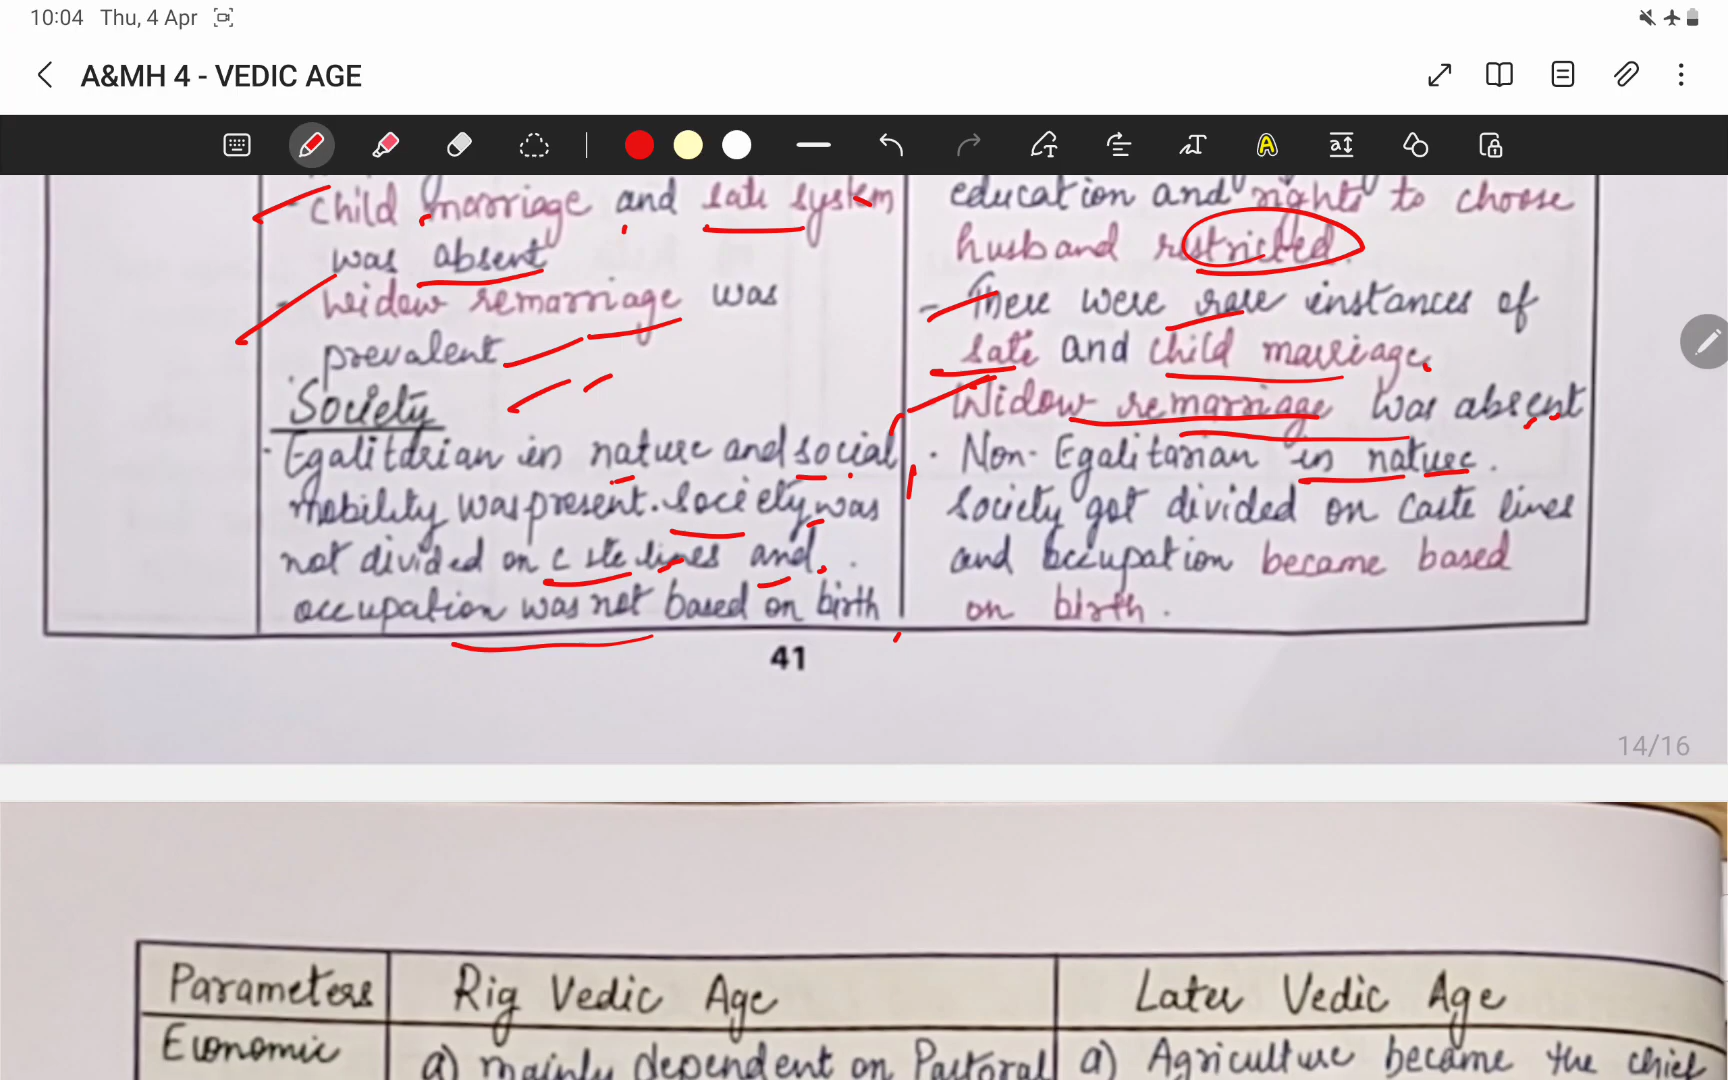 10:04 Thu, 4 Apr
A&MH 4 - VEDIC AGE
child marriage and sati system
was absent
- Widow remarriage was
prevalent
Society
· Egalitarian in nature and social
mobility was present. Society was
not divided on c ste lines and
occupation was not based on birth
education and rights to choose
husband restricted.
- There were rare instances of
sati and child marriage.
Widow remarriage was absent
· Non-Egalitarian in nature.
Society got divided on caste lines
and occupation became based
on birth.
41
14/16
Parameters
Rig Vedic Age
Later Vedic Age
Economic
a) mainly dependent on Pastoral
a) Agriculture became the chief